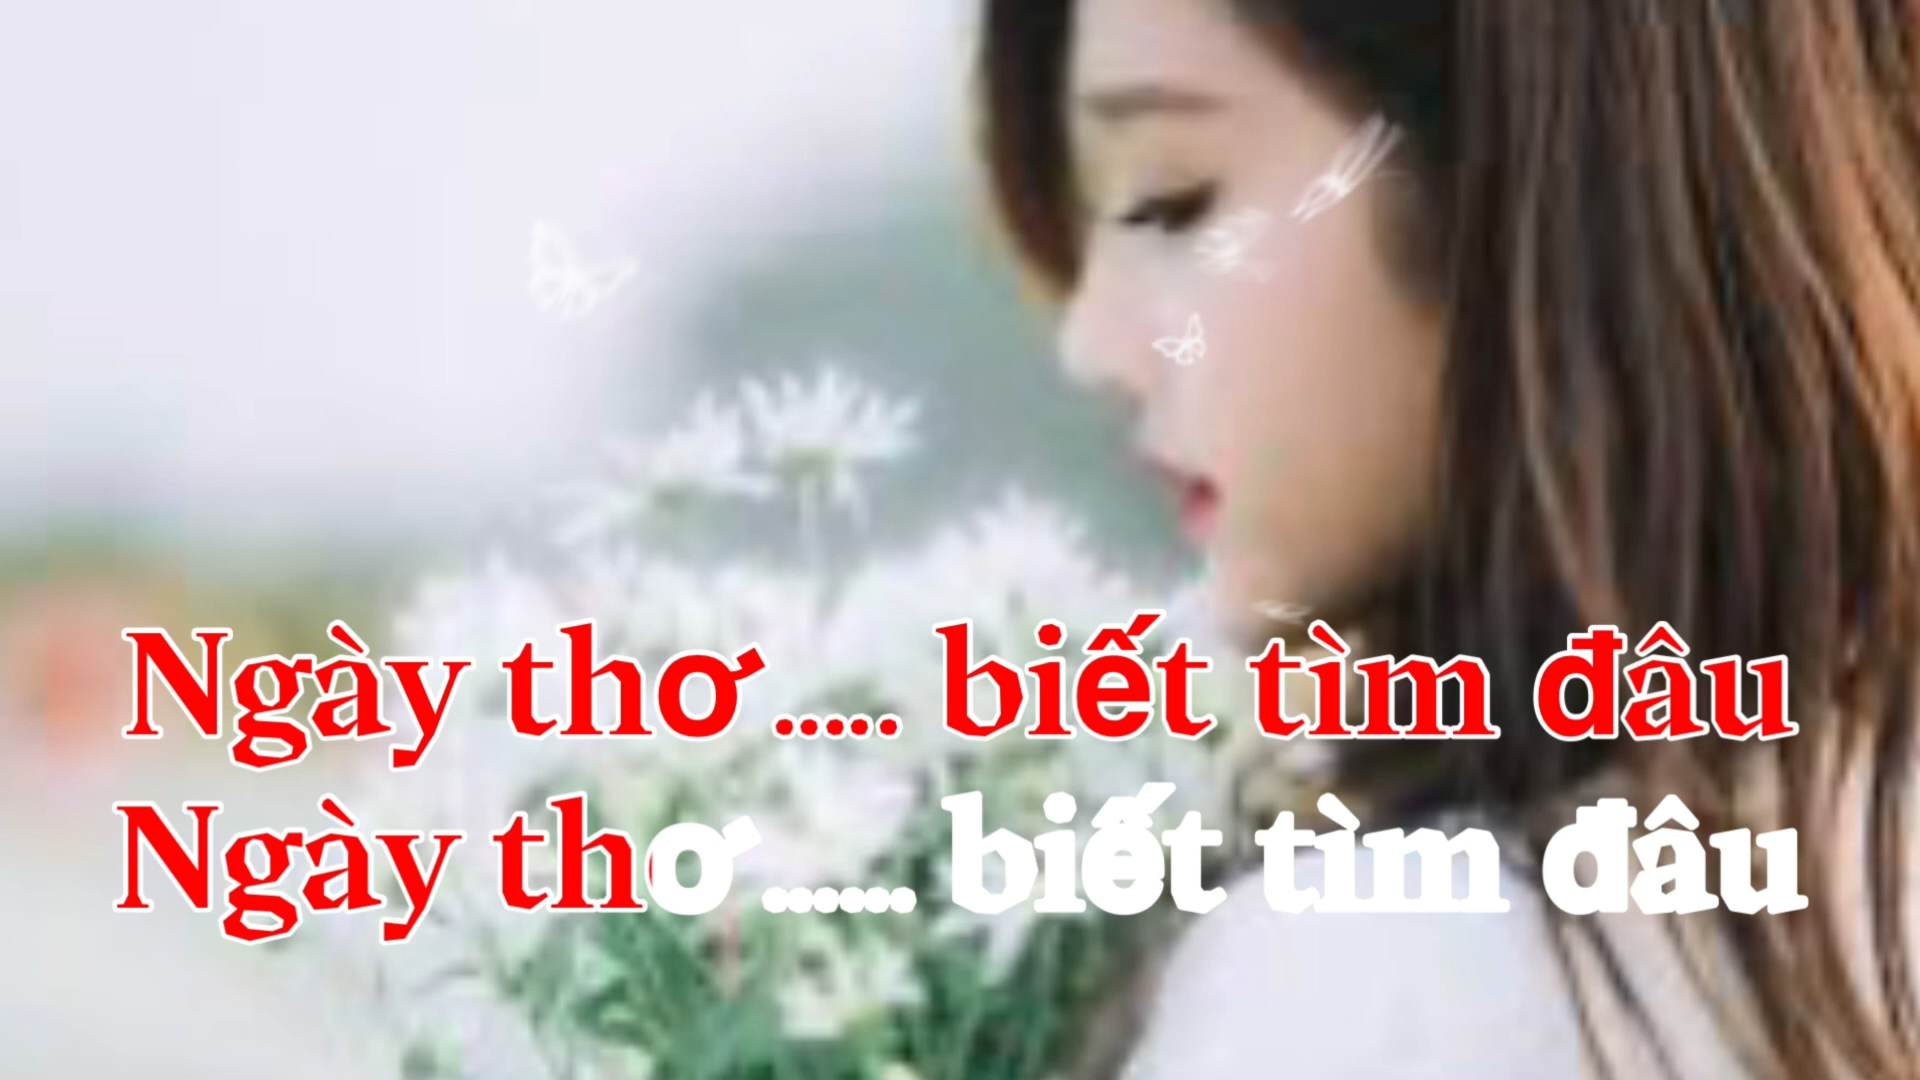 Ngày thơ ..... biết tìm đâu
Ngày thơ ...... biết tìm đâu